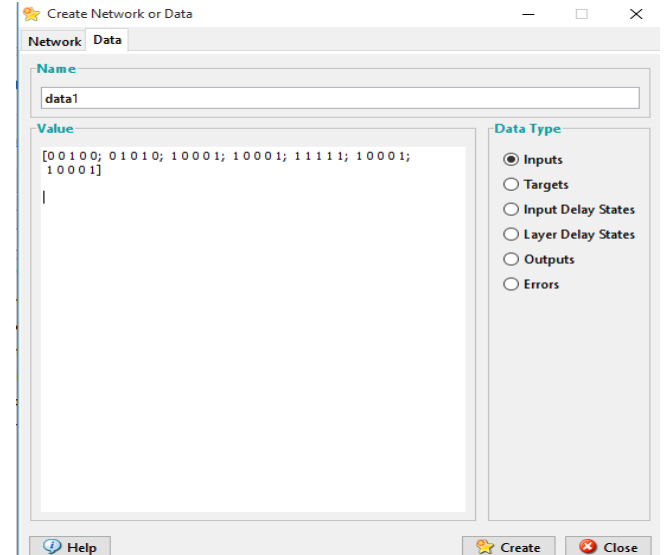 Create Network or Data
Network Data
Name
data1
Value
[0 0 1 0 0; 0 1 0 1 0; 1 0 0 0 1; 1 0 0 0 1; 1 1 1 1 1; 1 0 0 0 1;
1 0 0 0 1]
Data Type
Inputs
Targets
Input Delay States
Layer Delay States
Outputs
Errors
Help
Create
Close